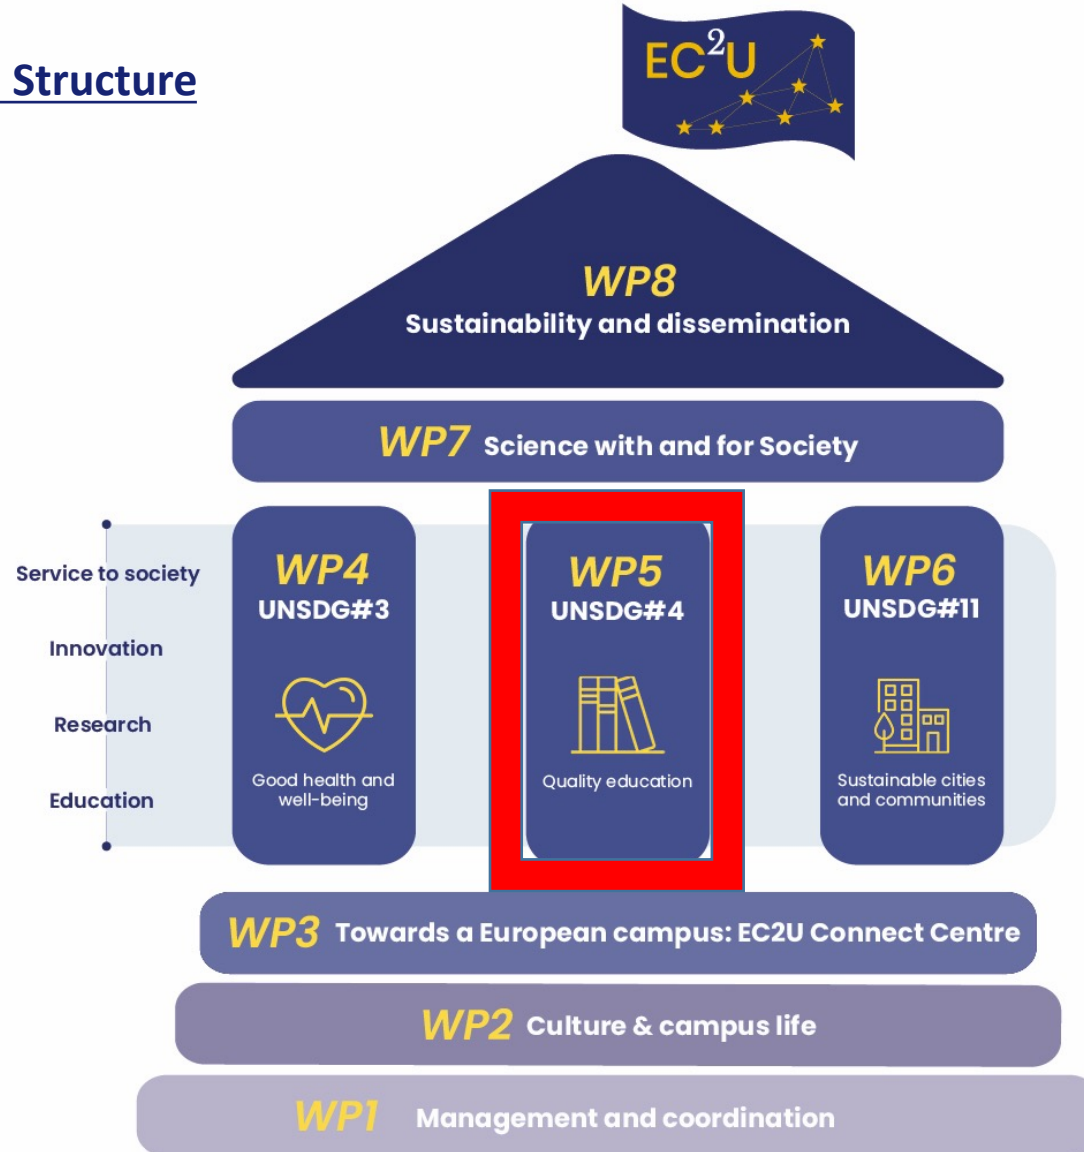 Structure
EC²U
WP8
Sustainability and dissemination
WP7 Science with and for Society
Service to society
Innovation
Research
Education
WP4
UNSDG#3
Good health and
well-being
WP5
UNSDG#4
Quality education
WP6
UNSDG#11
Sustainable cities
and communities
WP3 Towards a European campus: EC2U Connect Centre
WP2 Culture & campus life
WP1 Management and coordination